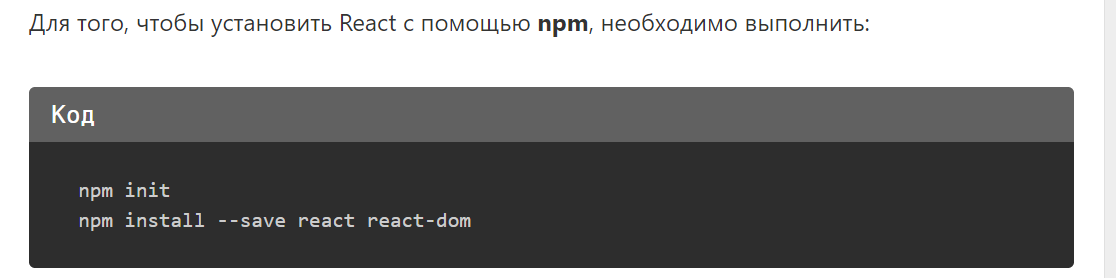 Для того, чтобы установить React с помощью npm, необходимо выполнить:
Код
npm init
npm install --save react react-dom